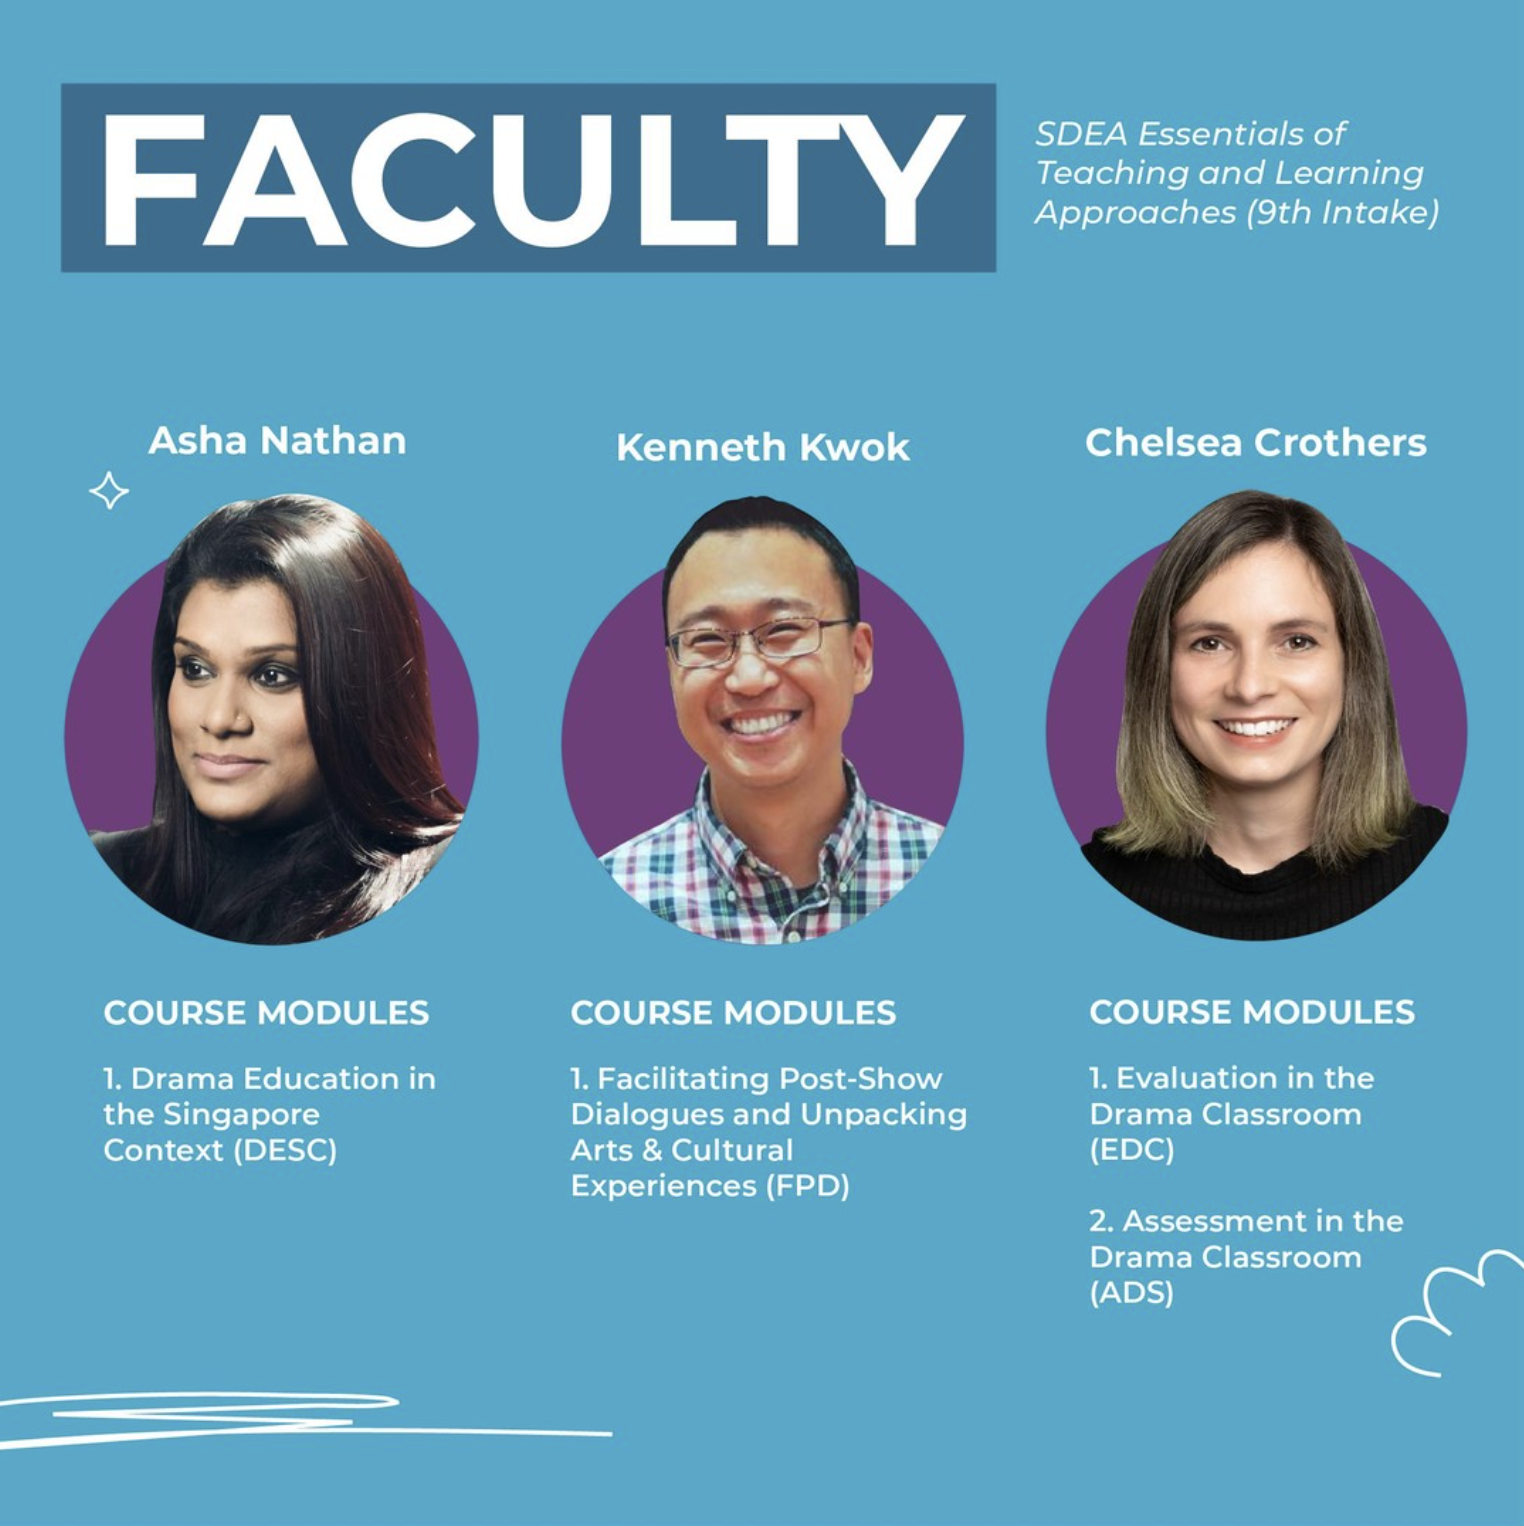 FACULTY
SDEA Essentials of
Teaching and Learning
Approaches (9th Intake)
Asha Nathan
Kenneth Kwok
Chelsea Crothers
COURSE MODULES
1. Drama Education in
the Singapore
Context (DESC)
COURSE MODULES
1. Facilitating Post-Show
Dialogues and Unpacking
Arts & Cultural
Experiences (FPD)
COURSE MODULES
1. Evaluation in the
Drama Classroom
(EDC)
2. Assessment in the
Drama Classroom
(ADS)